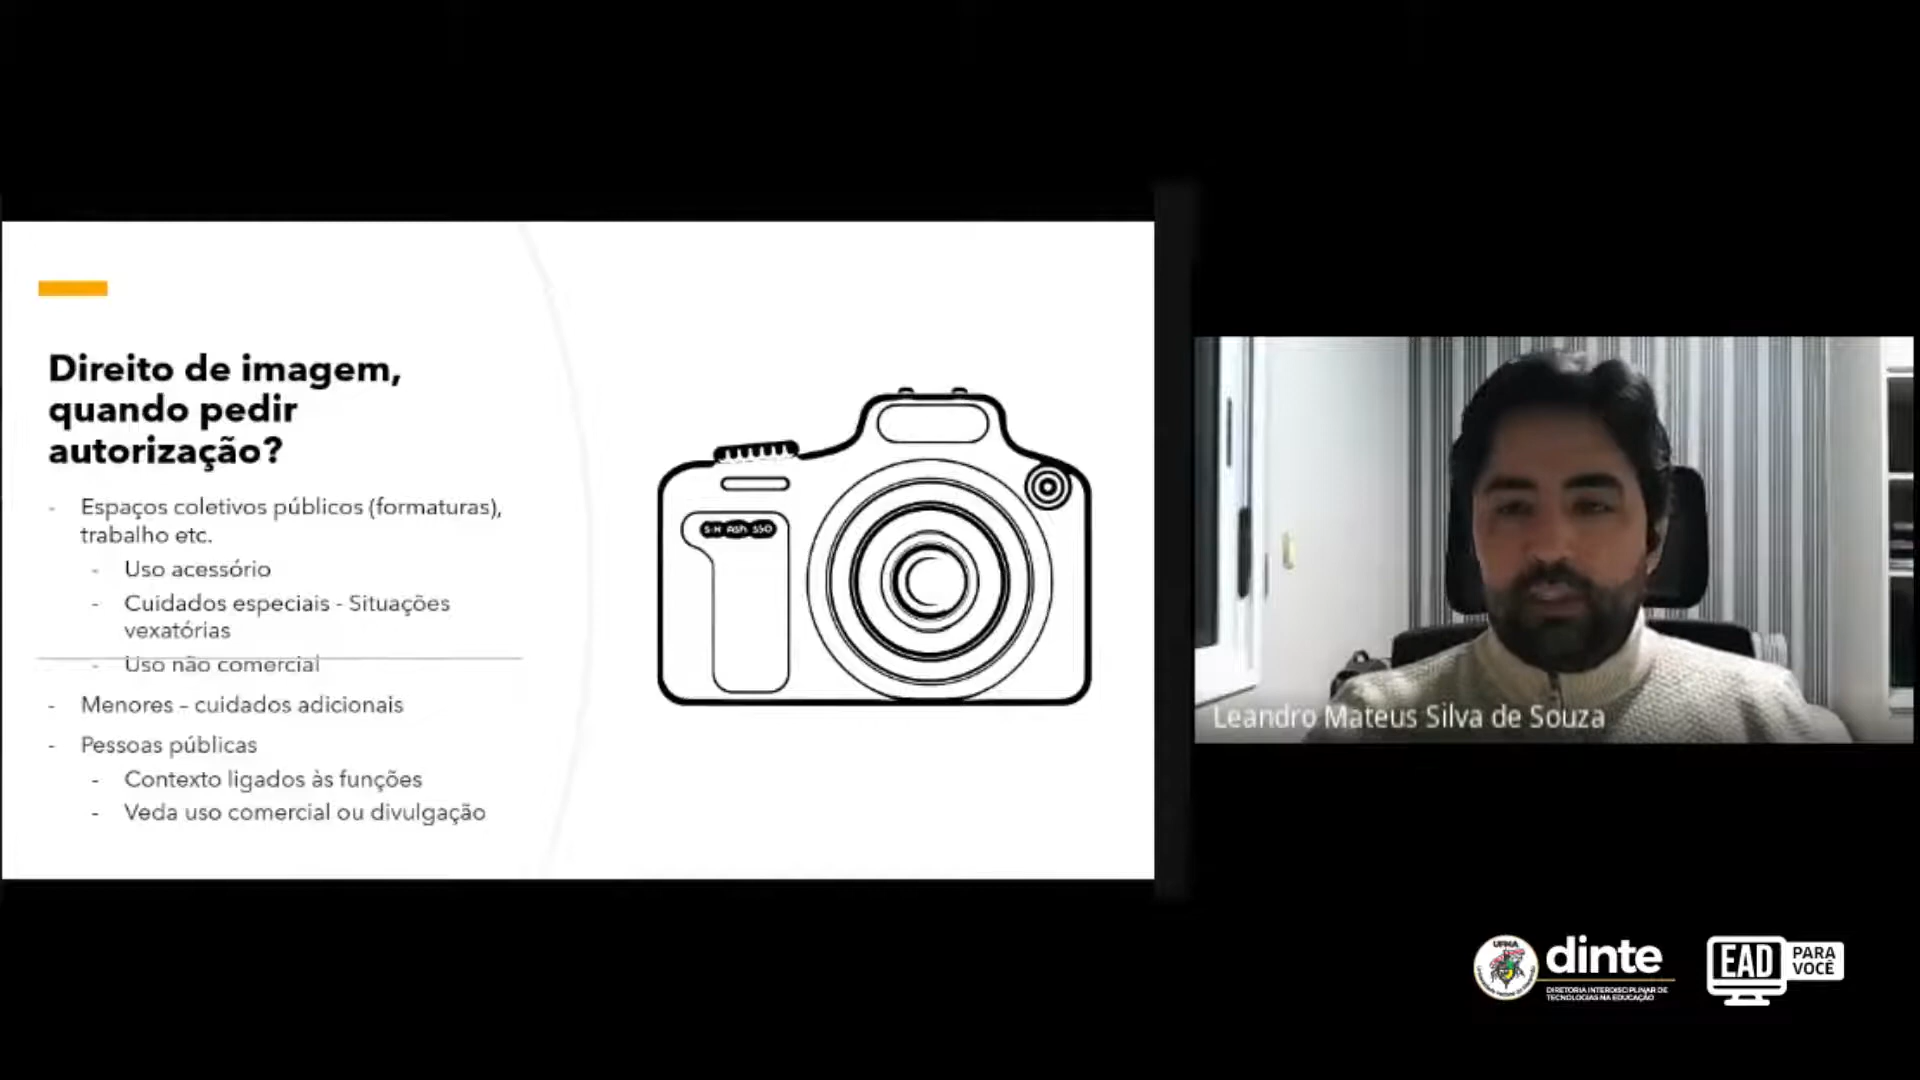 Direito de imagem,
quando pedir
autorização?
- Espaços coletivos públicos (formaturas),
trabalho etc.
- Uso acessório
- Cuidados especiais - Situações
vexatórias
- Uso não comercial
- Menores – cuidados adicionais
- Pessoas públicas
- Contexto ligados às funções
- Veda uso comercial ou divulgação
Leandro Mateus Silva de Souza
UFMA
dinte
DIRETORIA INTERDISCIPLINAR DE
TECNOLOGIAS NA EDUCAÇÃO
EAD
PARA
VOCÊ